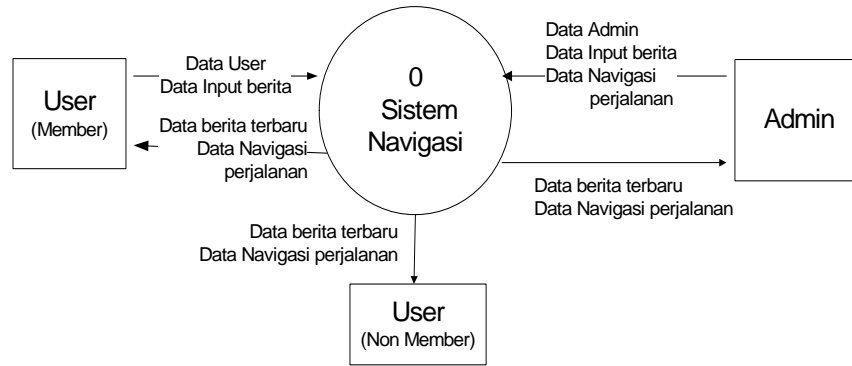 User
(Member)
Data User
Data Input berita
Data berita terbaru
Data Navigasi
perjalanan
0
Sistem
Navigasi
Data Admin
Data Input berita
Data Navigasi
perjalanan
Admin
Data berita terbaru
Data Navigasi perjalanan
Data berita terbaru
Data Navigasi perjalanan
User
(Non Member)